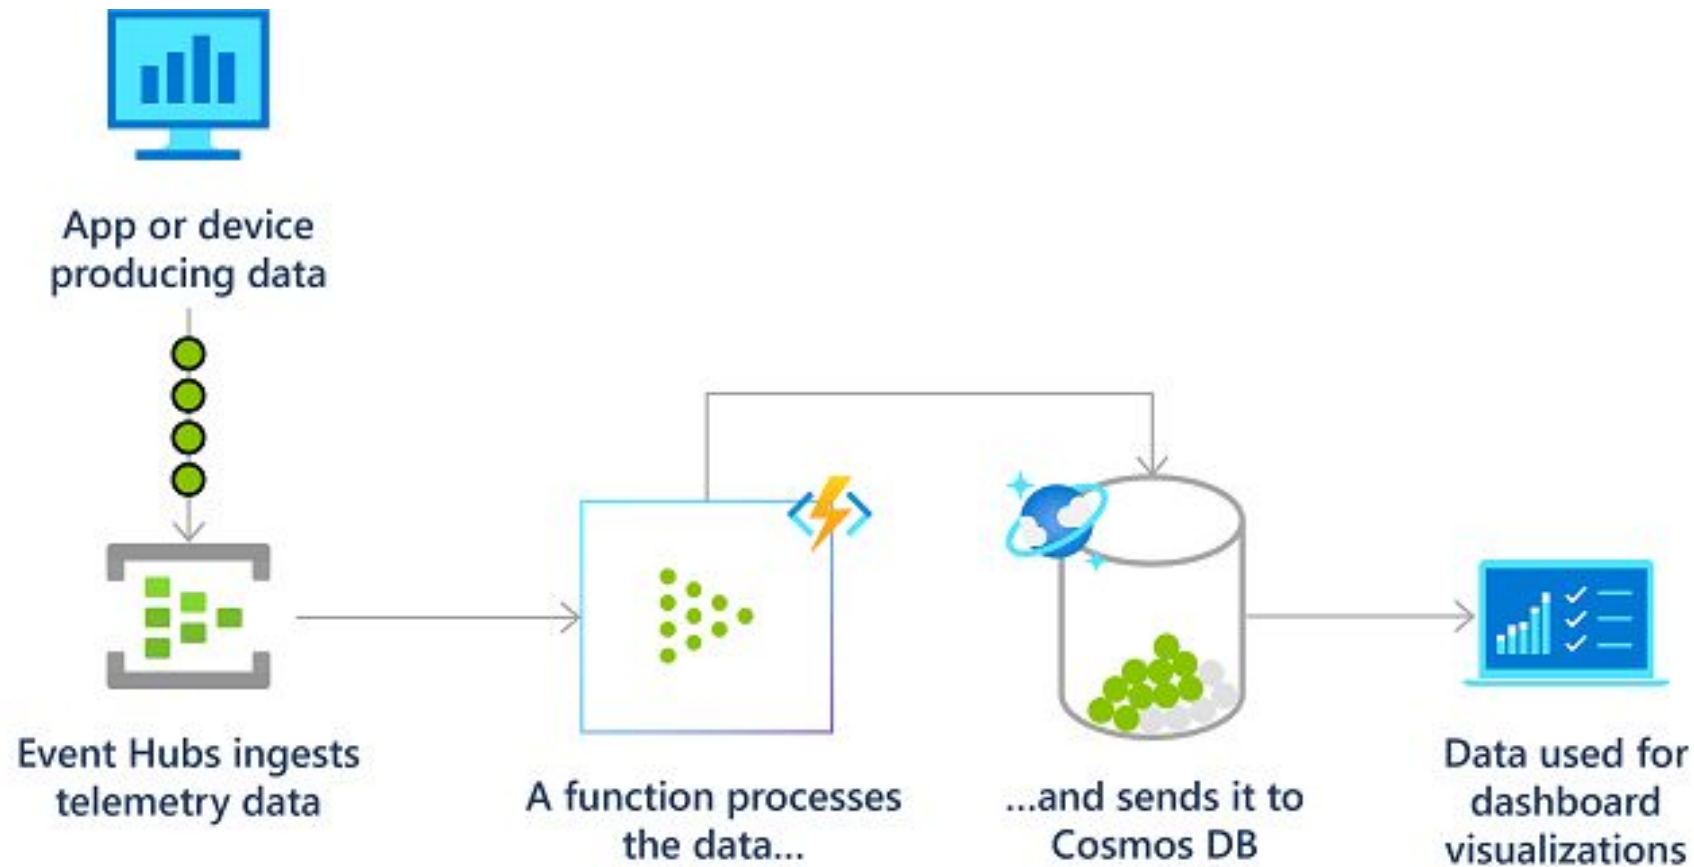 App or device
producing data
Event Hubs ingests
telemetry data
A function processes
the data...
...and sends it to
Cosmos DB
Data used for
dashboard
visualizations